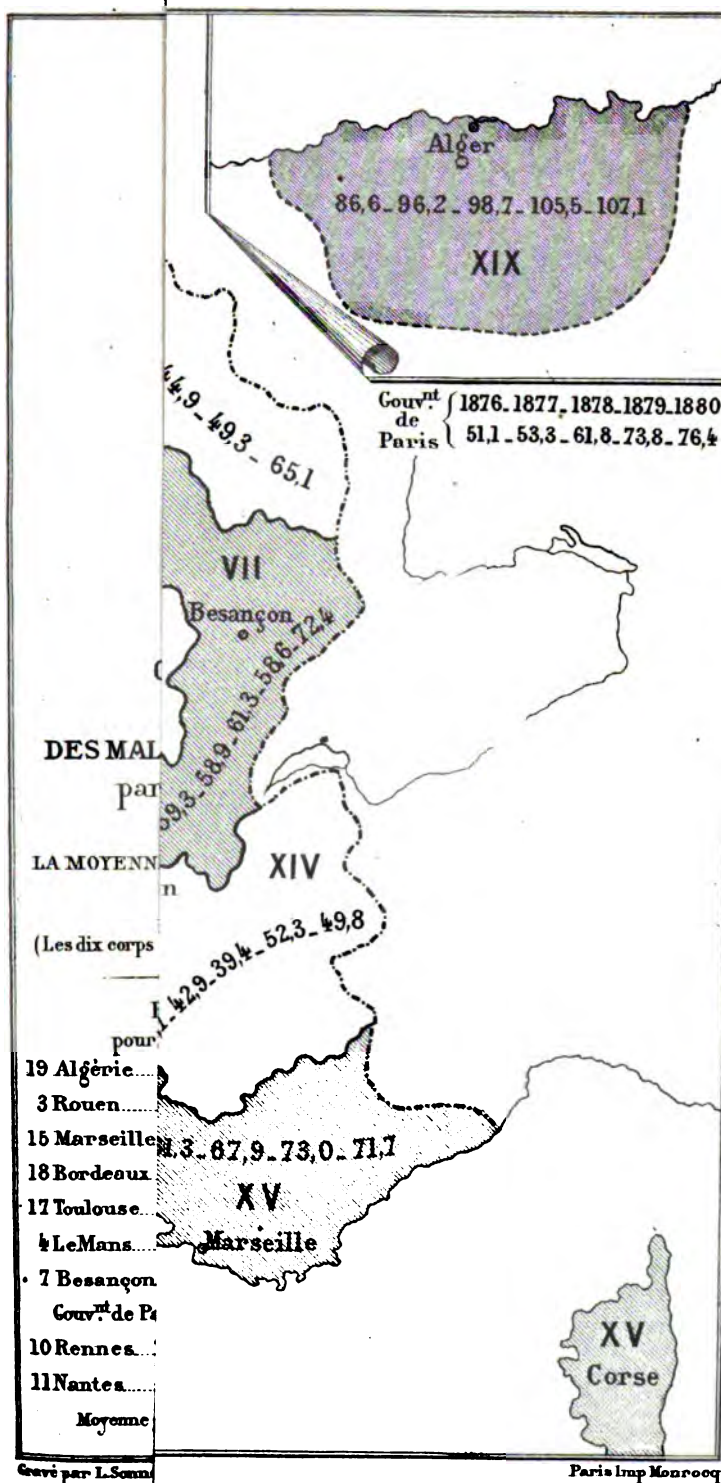 Alger
86,6_96,2_98,7_105,5_107,1
XIX
Gouv.nt de Paris { 1876_1877_1878_1879_1880
51,1_53,3_61,8_73,8_76,4
44,9_49,3_65,1
VII
Besançon
59,3_58,9_61,3_58,6_72,4
DES MAL
par
LA MOYENN
n
XIV
(Les dix corps
1_42,9_39,4_52,3_49,8
pour
19 Algérie
3 Rouen
15 Marseille
18 Bordeaux
17 Toulouse
4 Le Mans
7 Besançon
Gouv.nt de Pa
10 Rennes
11 Nantes
Moyenne
1,3_67,9_73,0_71,7
XV
Marseille
XV
Corse
Gravé par L. Sonn
Paris Imp Monrocq